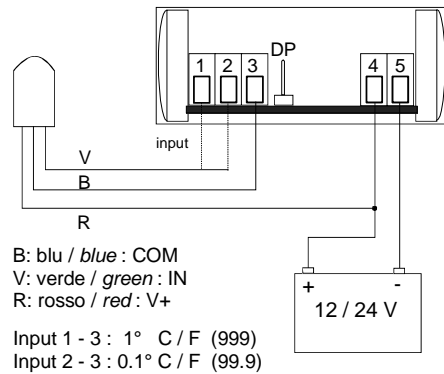 DP
1 2 3 4 5
input
V
B
R
+ -
12 / 24 V
B: blu / blue : COM
V: verde / green : IN
R: rosso / red : V+
Input 1 - 3 : 1° C / F (999)
Input 2 - 3 : 0.1° C / F (99.9)